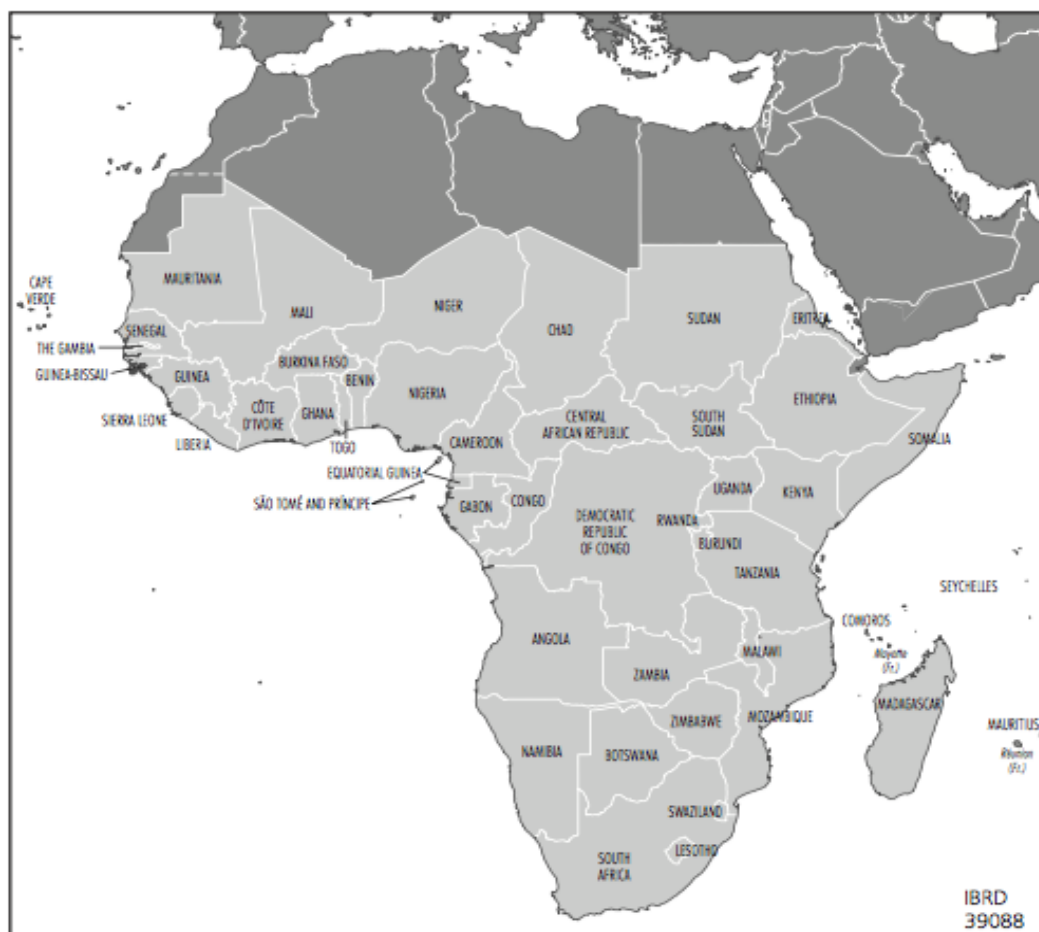 CAPE
VERDE
MAURITANIA
MALI
NIGER
CHAD
SUDAN
ERITREA
SENEGAL
THE GAMBIA
GUINEA-BISSAU
GUINEA
BURKINA FASO
BENIN
NIGERIA
ETHIOPIA
SIERRA LEONE
LIBERIA
CÔTE
D'IVOIRE
GHANA
TOGO
CAMEROON
CENTRAL
AFRICAN REPUBLIC
SOUTH
SUDAN
SOMALIA
EQUATORIAL GUINEA
SÃO TOMÉ AND PRÍNCIPE
GABON
CONGO
DEMOCRATIC
REPUBLIC
OF CONGO
UGANDA
KENYA
RWANDA
BURUNDI
TANZANIA
SEYCHELLES
COMOROS
Mayotte
(Fr.)
ANGOLA
ZAMBIA
MALAWI
MOZAMBIQUE
MADAGASCAR
MAURITIUS
Réunion
(Fr.)
NAMIBIA
BOTSWANA
ZIMBABWE
SWAZILAND
LESOTHO
SOUTH
AFRICA
IBRD
39088